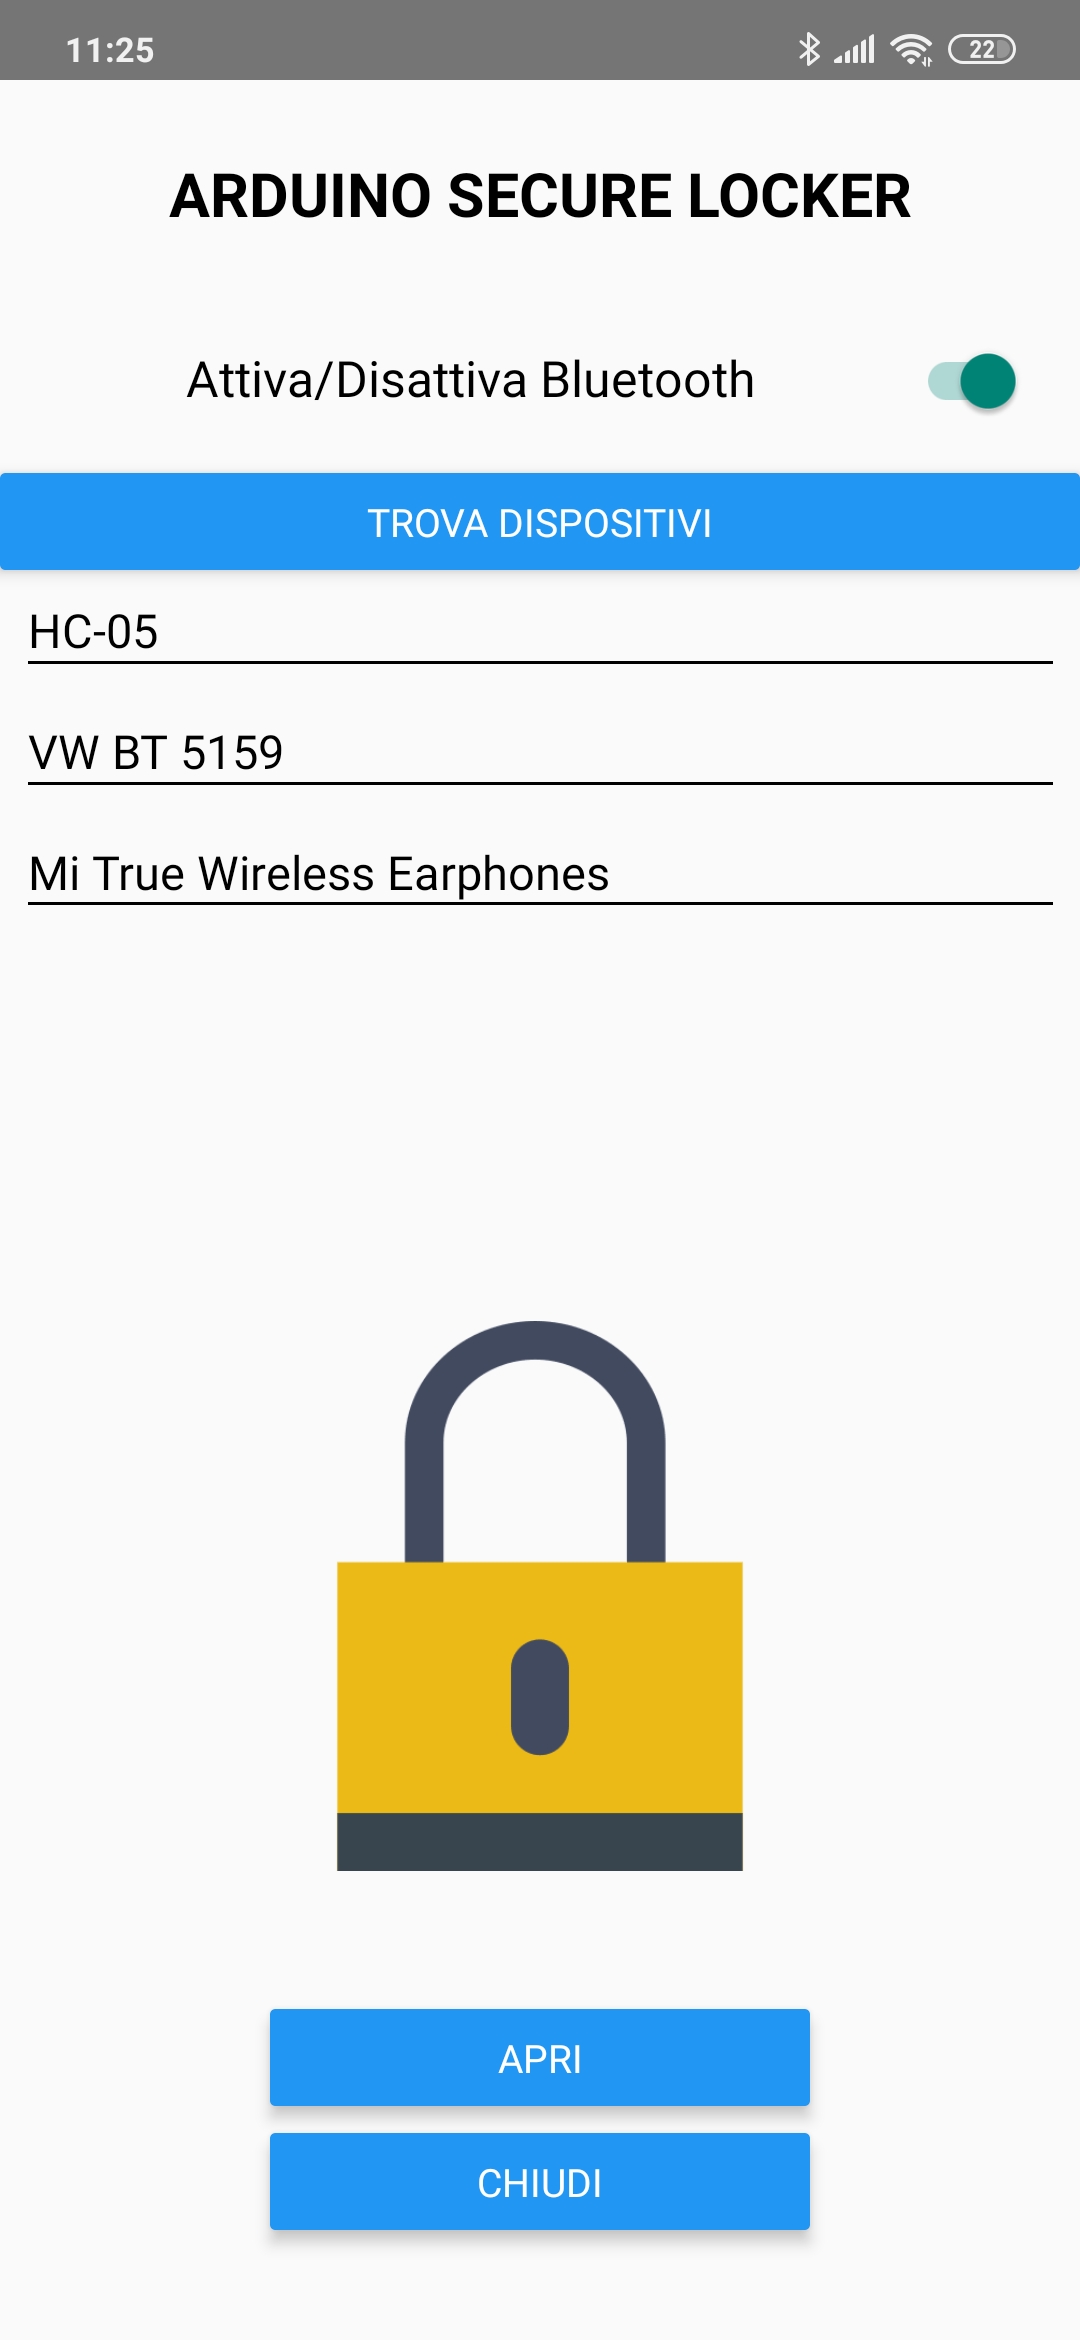 11:25
22
ARDUINO SECURE LOCKER
Attiva/Disattiva Bluetooth
TROVA DISPOSITIVI
HC-05
VW BT 5159
Mi True Wireless Earphones
APRI
CHIUDI